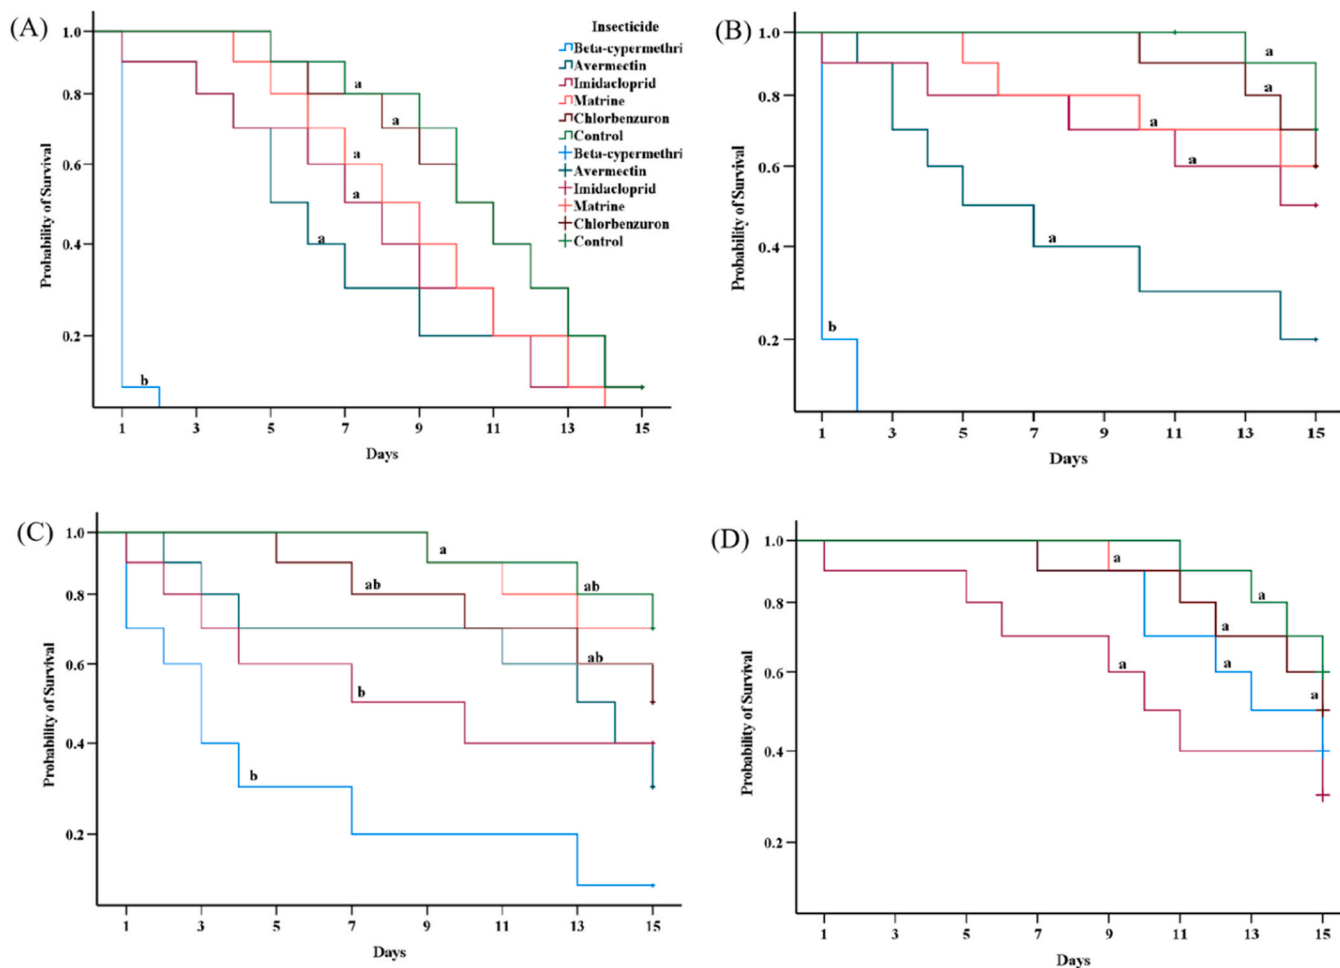 (A)
Insecticide
Beta-cypermethri
Avermectin
Imidacloprid
Matrine
Chlorbenzuron
Control
Beta-cypermethri
Avermectin
Imidacloprid
Matrine
Chlorbenzuron
Control
Probability of Survival
1.0
0.8
0.6
0.4
0.2
a
a
a
a
a
b
1 3 5 7 9 11 13 15
Days
(B)
Probability of Survival
1.0
0.8
0.6
0.4
0.2
a
a
a
a
a
b
1 3 5 7 9 11 13 15
Days
(C)
Probability of Survival
1.0
0.8
0.6
0.4
0.2
a
ab
ab
ab
b
b
1 3 5 7 9 11 13 15
Days
(D)
Probability of Survival
1.0
0.8
0.6
0.4
0.2
a
a
a
a
a
a
1 3 5 7 9 11 13 15
Days